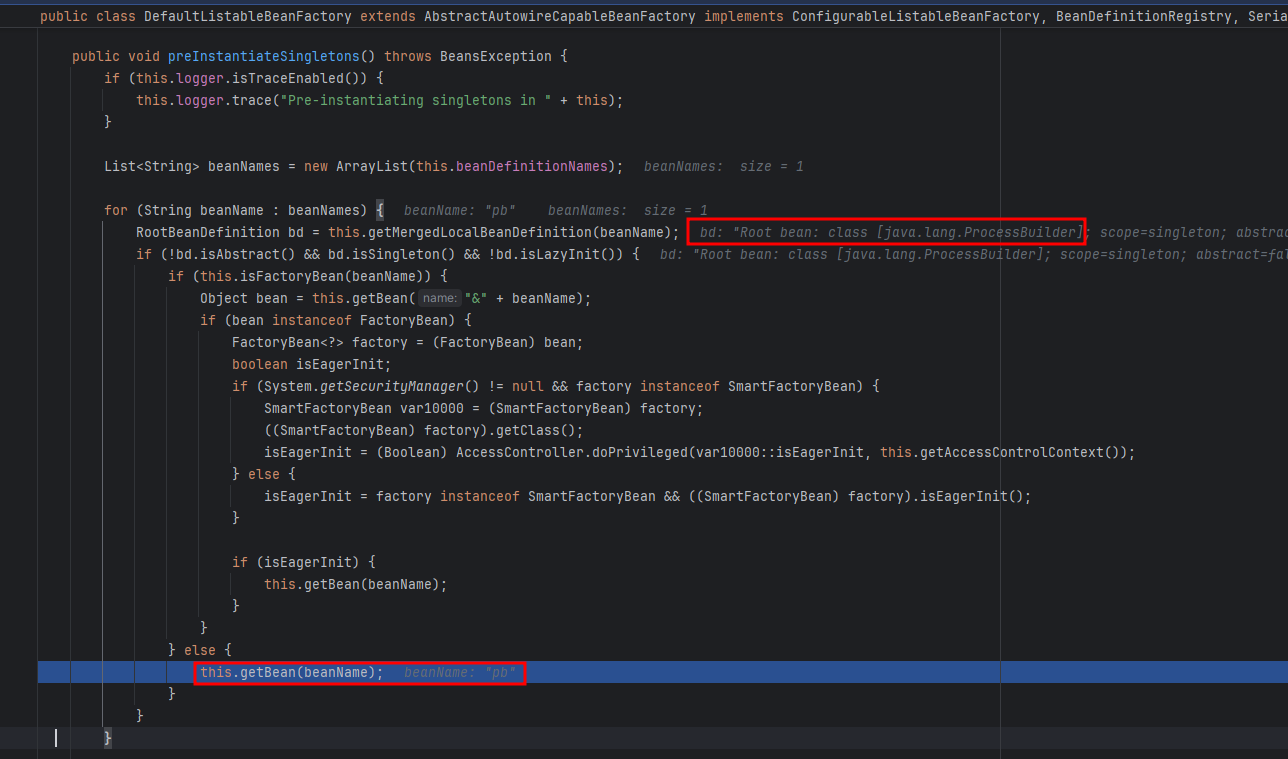 public class DefaultListableBeanFactory extends AbstractAutowireCapableBeanFactory implements ConfigurableListableBeanFactory, BeanDefinitionRegistry, Seria
public void preInstantiateSingletons() throws BeansException {
if (this.logger.isTraceEnabled()) {
this.logger.trace("Pre-instantiating singletons in " + this);
}
List<String> beanNames = new ArrayList(this.beanDefinitionNames); beanNames: size = 1
for (String beanName : beanNames) { beanName: "pb" beanNames: size = 1
RootBeanDefinition bd = this.getMergedLocalBeanDefinition(beanName); bd: "Root bean: class [java.lang.ProcessBuilder]; scope=singleton; abstrac
if (!bd.isAbstract() && bd.isSingleton() && !bd.isLazyInit()) { bd: "Root bean: class [java.lang.ProcessBuilder]; scope=singleton; abstract=fal
if (this.isFactoryBean(beanName)) {
Object bean = this.getBean( name: "&" + beanName);
if (bean instanceof FactoryBean) {
FactoryBean<?> factory = (FactoryBean) bean;
boolean isEagerInit;
if (System.getSecurityManager() != null && factory instanceof SmartFactoryBean) {
SmartFactoryBean var10000 = (SmartFactoryBean) factory;
((SmartFactoryBean) factory).getClass();
isEagerInit = (Boolean) AccessController.doPrivileged(var10000::isEagerInit, this.getAccessControlContext());
} else {
isEagerInit = factory instanceof SmartFactoryBean && ((SmartFactoryBean) factory).isEagerInit();
}
if (isEagerInit) {
this.getBean(beanName);
}
}
} else {
this.getBean(beanName); beanName: "pb"
}
}
}